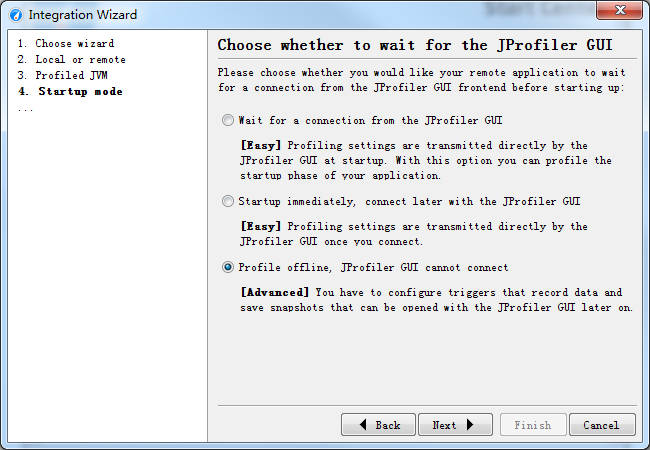 Integration Wizard
Start Center
1. Choose wizard
2. Local or remote
3. Profiled JVM
4. Startup mode
...
Choose whether to wait for the JProfiler GUI
Please choose whether you would like your remote application to wait
for a connection from the JProfiler GUI frontend before starting up:
Wait for a connection from the JProfiler GUI
[Easy] Profiling settings are transmitted directly by the
JProfiler GUI at startup. With this option you can profile the
startup phase of your application.
Startup immediately, connect later with the JProfiler GUI
[Easy] Profiling settings are transmitted directly by the
JProfiler GUI once you connect.
Profile offline, JProfiler GUI cannot connect
[Advanced] You have to configure triggers that record data and
save snapshots that can be opened with the JProfiler GUI later on.
Back
Next
Finish
Cancel